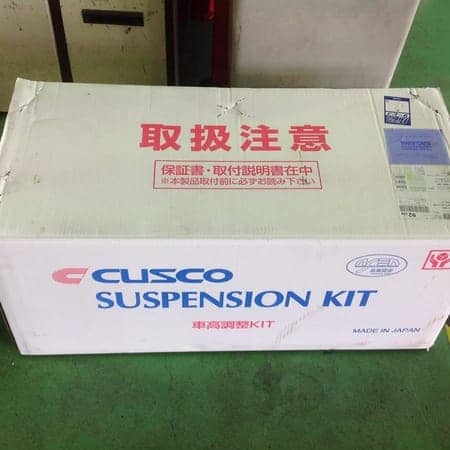 取扱注意
保証書・取付説明書在中
※本製品取付前に必ずお読み下さい
CUSCO
SUSPENSION KIT
車高調整KIT
MADE IN JAPAN